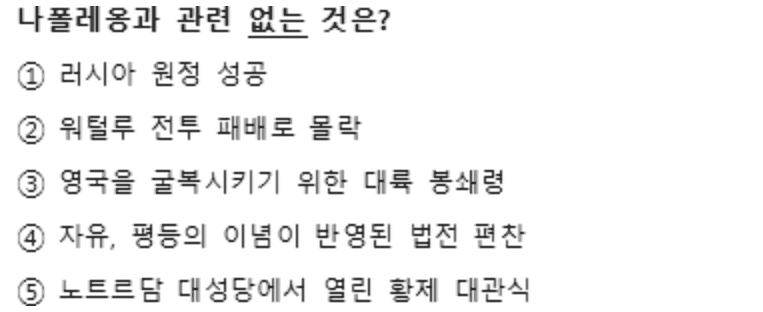 나폴레옹과 관련 없는 것은?
① 러시아 원정 성공
② 워털루 전투 패배로 몰락
③ 영국을 굴복시키기 위한 대륙 봉쇄령
④ 자유, 평등의 이념이 반영된 법전 편찬
⑤ 노트르담 대성당에서 열린 황제 대관식